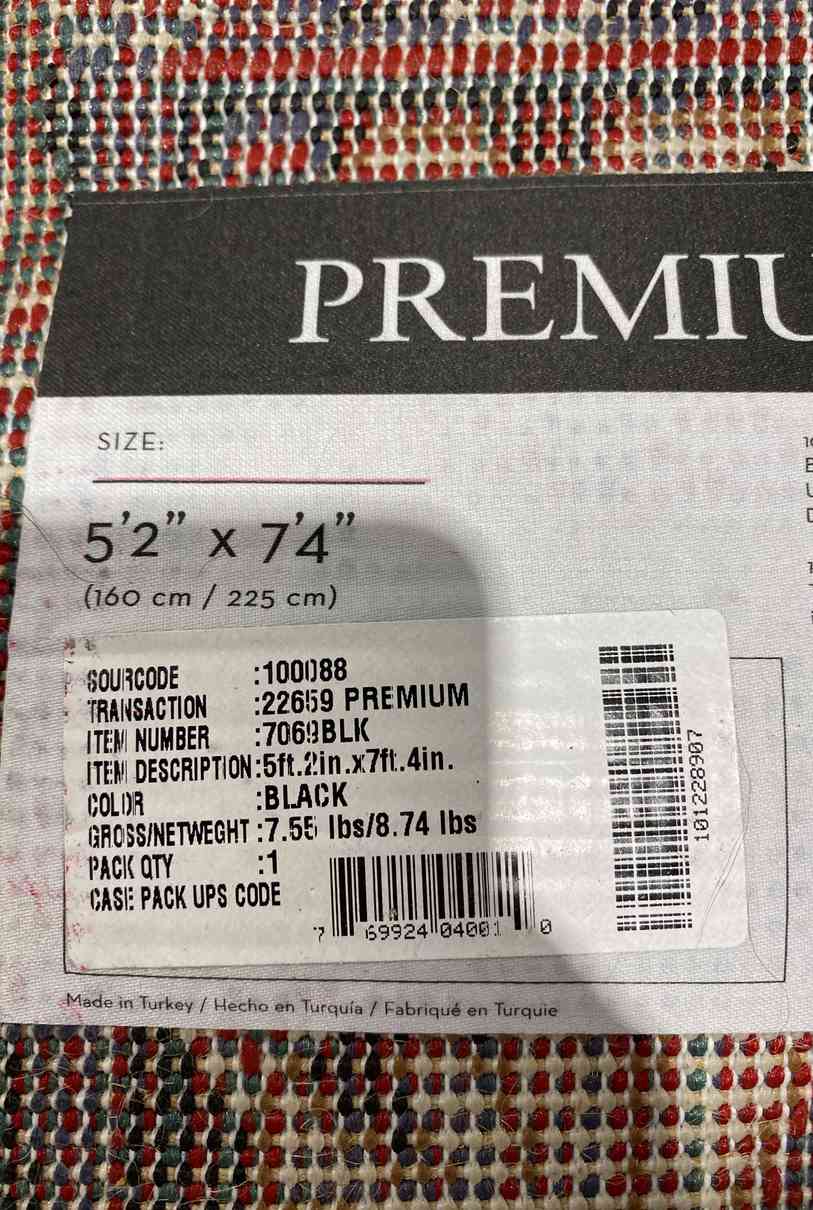 PREMIU
SIZE:
5'2" x 7'4"
(160 cm / 225 cm)
SOURCODE :100088
TRANSACTION :22659 PREMIUM
ITEM NUMBER :7069BLK
ITEM DESCRIPTION:5ft.2in.x7ft.4in.
COLOR :BLACK
GROSS/NETWEGHT :7.55 lbs/8.74 lbs
PACK QTY :1
CASE PACK UPS CODE
7 69924 04001 0
101228907
Made in Turkey / Hecho en Turquía / Fabriqué en Turquie